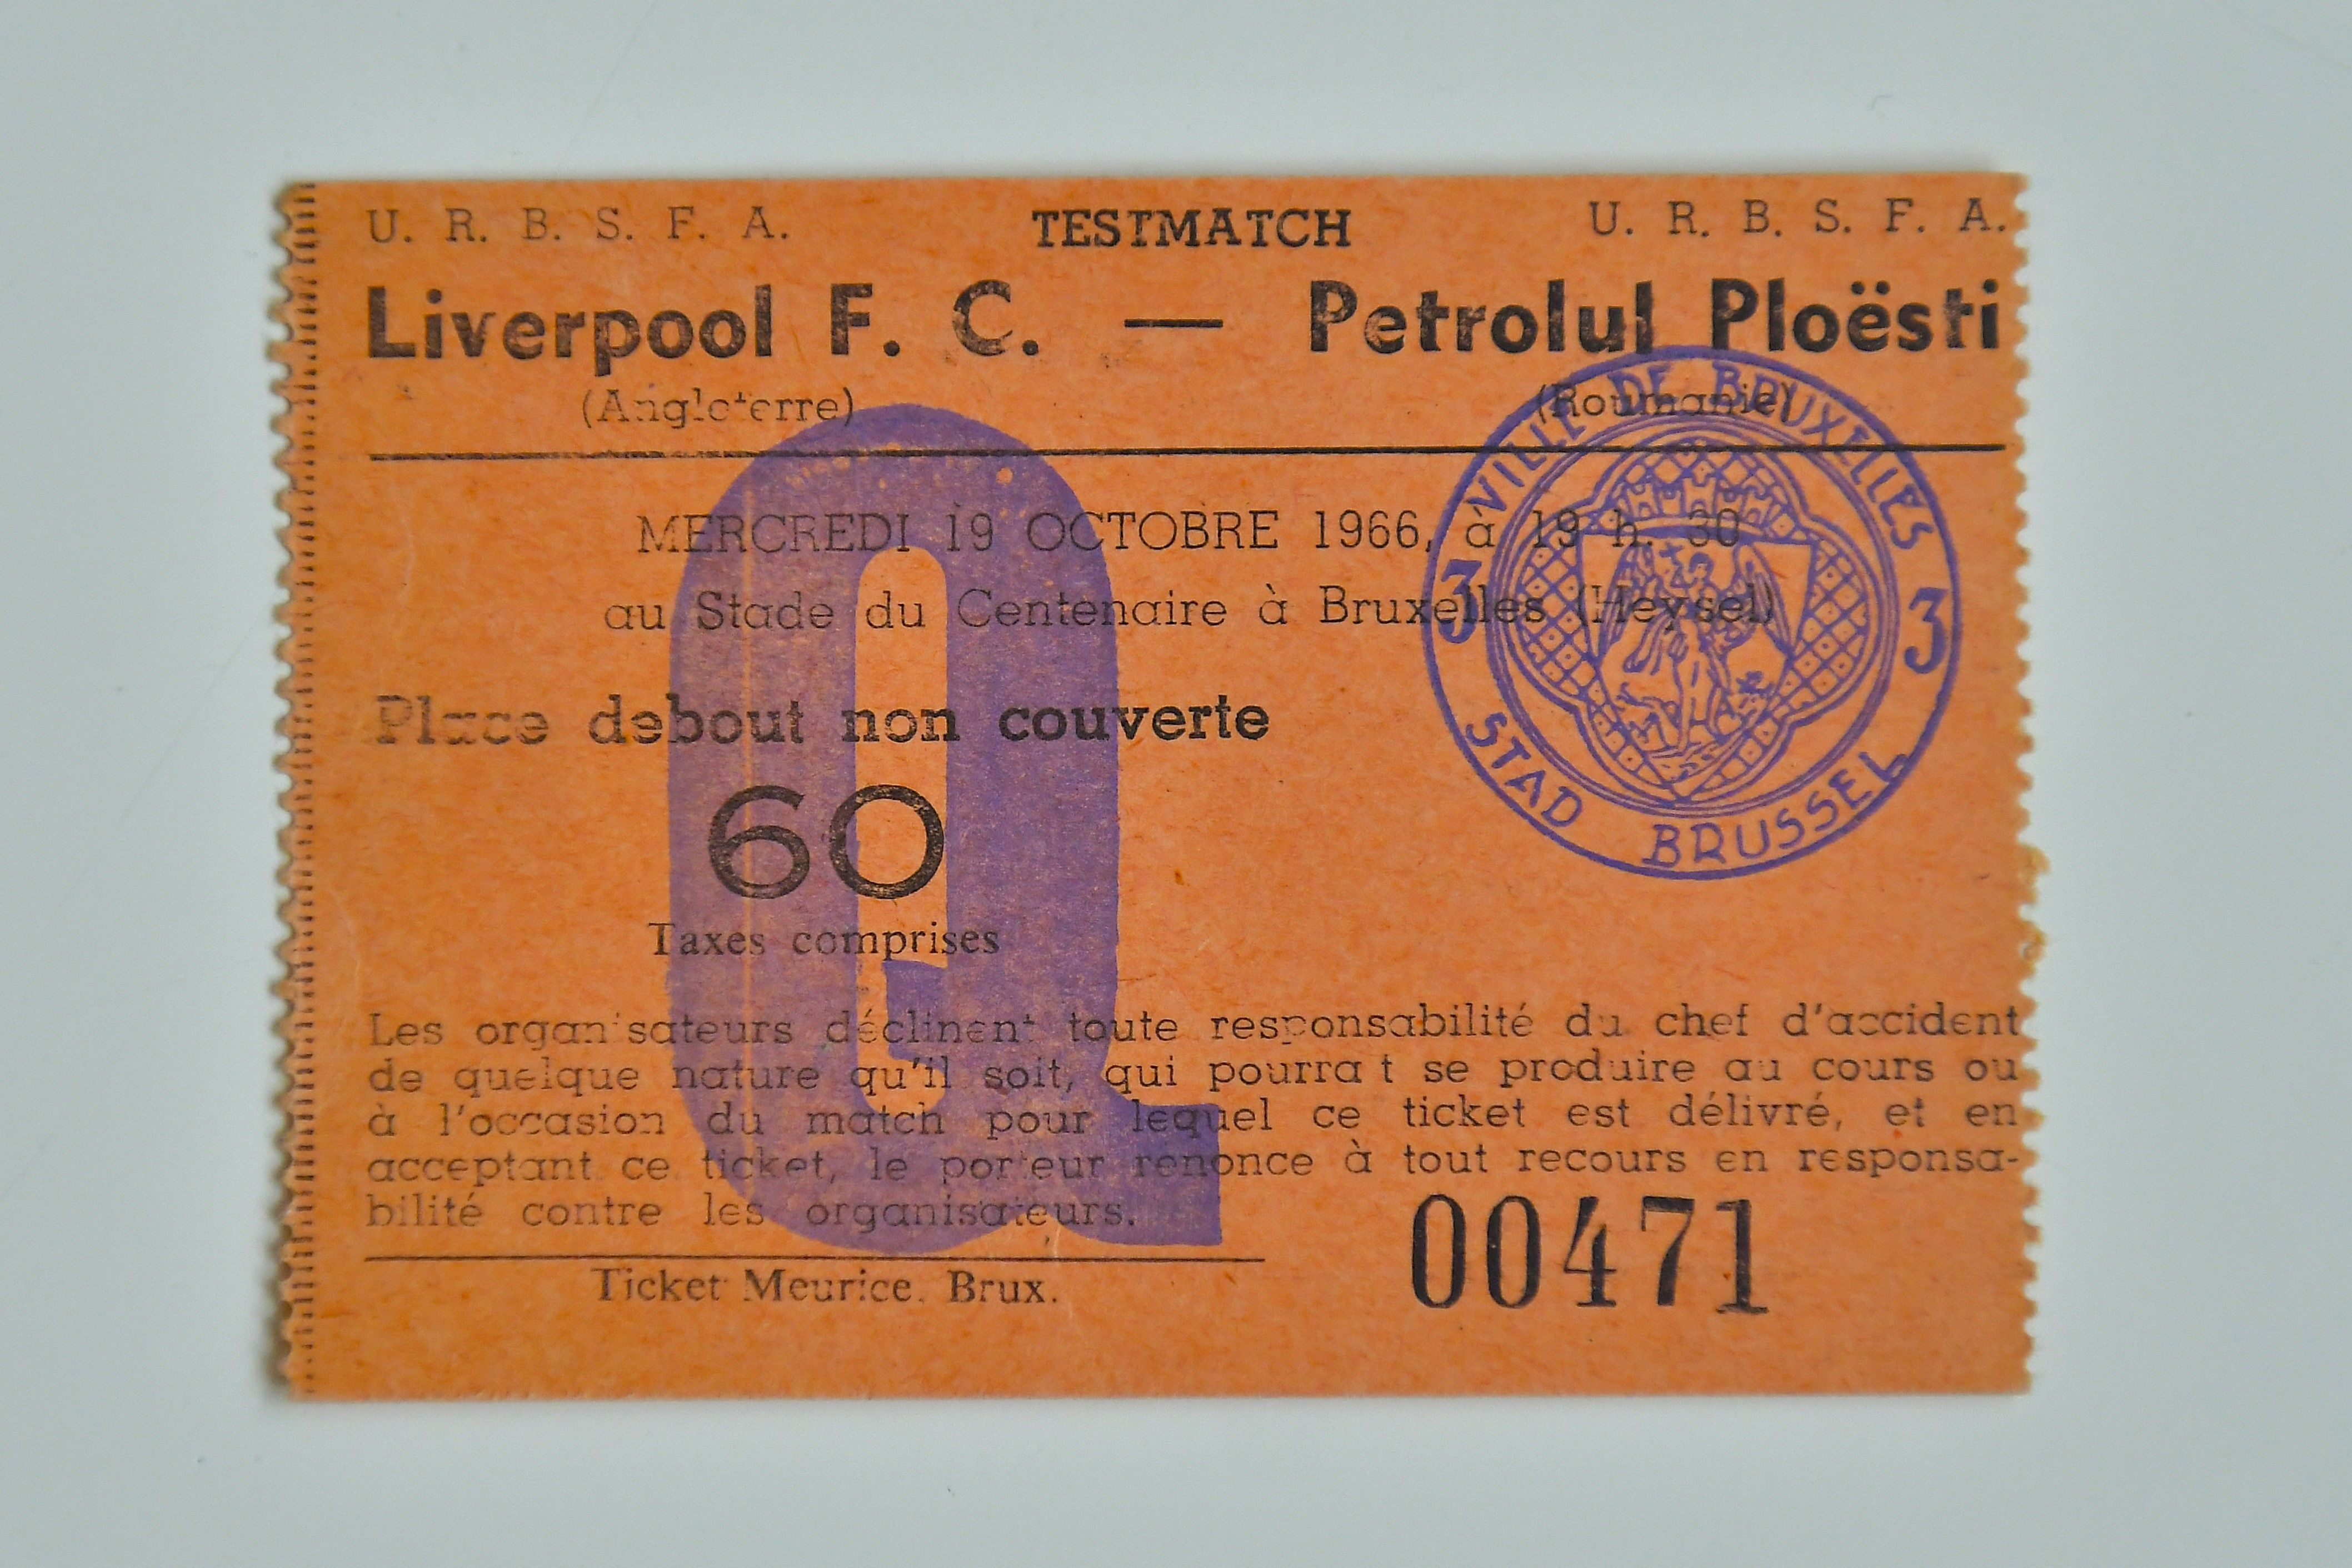 U. R. B. S. F. A. TESTMATCH U. R. B. S. F. A.
Liverpool F. C. — Petrolul Ploësti
(Angleterre) (Roumanie)
MERCREDI 19 OCTOBRE 1966, à 19 h. 30
au Stade du Centenaire à Bruxelles (Heysel)
Place debout non couverte
60
Taxes comprises
Q
VILLE DE BRUXELLES
3 3
STAD BRUSSEL
Les organisateurs déclinent toute responsabilité du chef d'accident
de quelque nature qu'il soit, qui pourrait se produire au cours ou
à l'occasion du match pour lequel ce ticket est délivré, et en
acceptant ce ticket, le porteur renonce à tout recours en responsa-
bilité contre les organisateurs.
00471
Ticket Meurice. Brux.